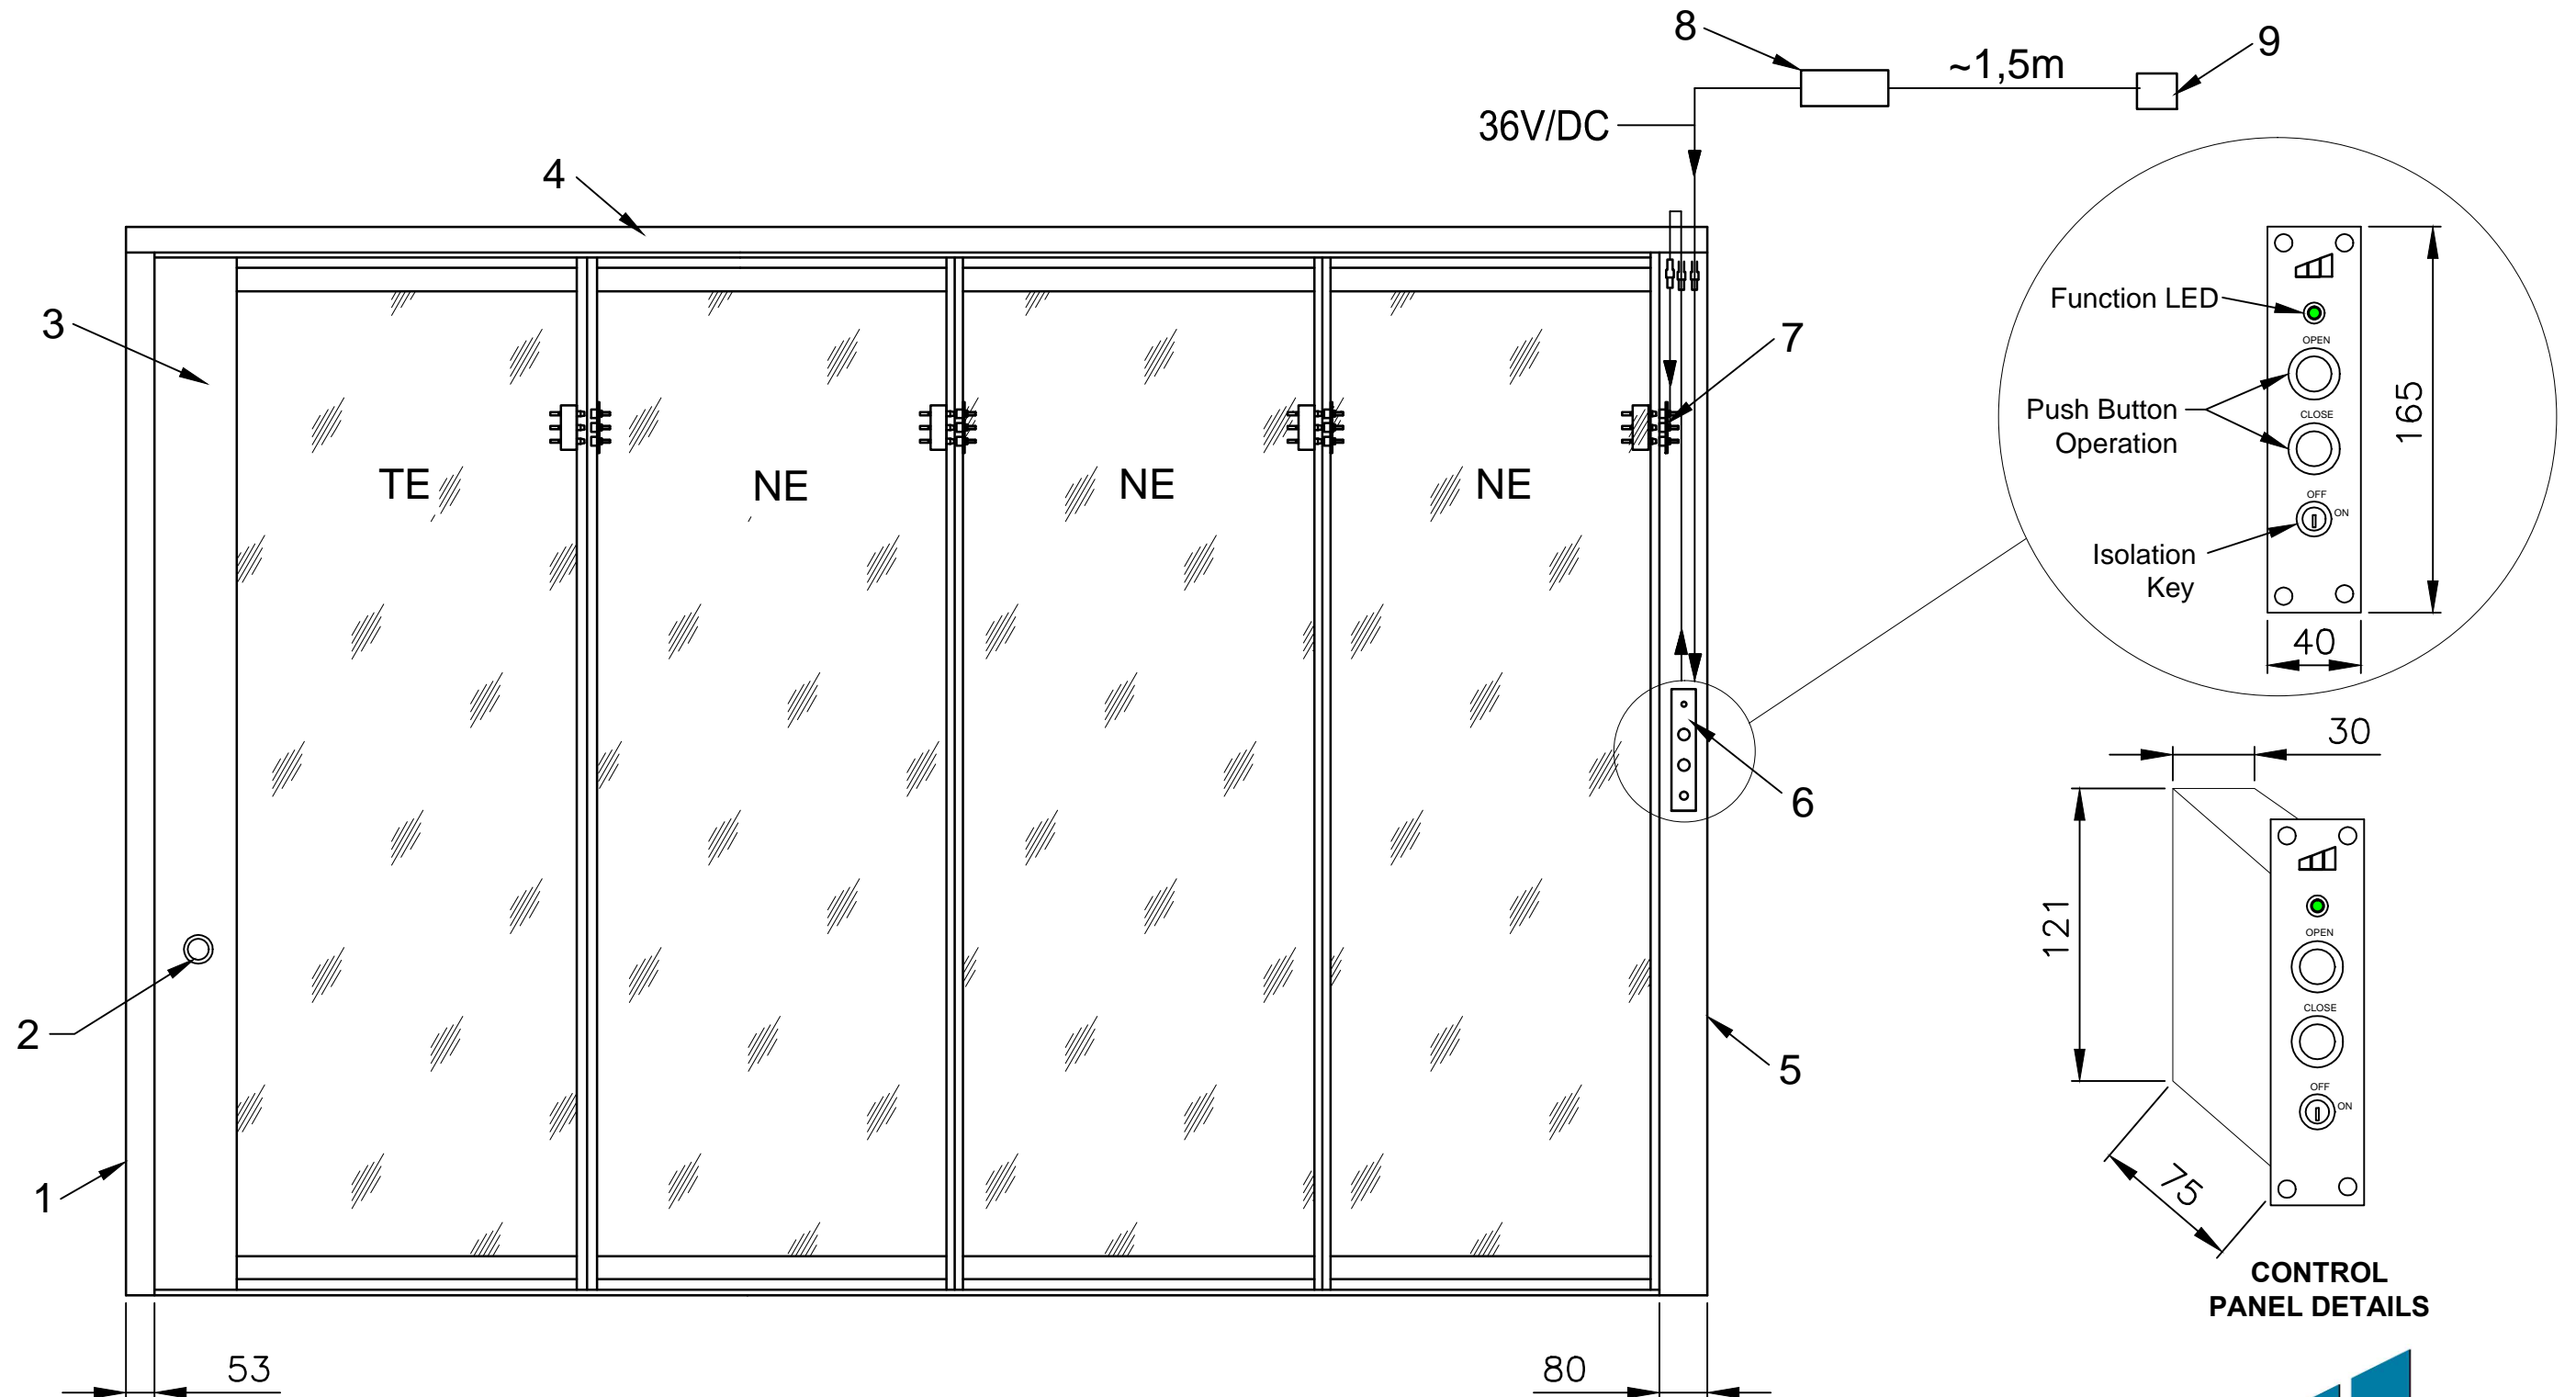 8
~1,5m
9
36V/DC
4
3
7
TE
NE
NE
NE
6
2
5
1
53
80
Function LED
OPEN
Push Button
Operation
CLOSE
OFF
ON
Isolation
Key
165
40
30
121
OPEN
CLOSE
OFF
ON
75
CONTROL
PANEL DETAILS